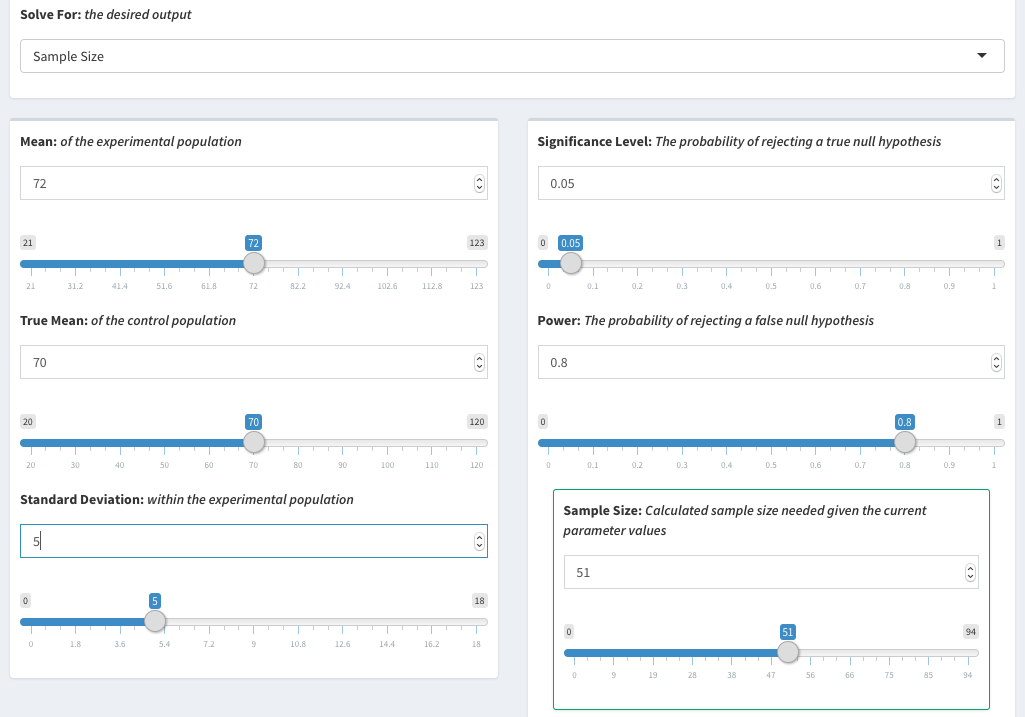 Solve For: the desired output
Sample Size
Mean: of the experimental population
72
21 72 123
21 31.2 41.4 51.6 61.8 72 82.2 92.4 102.6 112.8 123
True Mean: of the control population
70
20 70 120
20 30 40 50 60 70 80 90 100 110 120
Standard Deviation: within the experimental population
5
0 5 18
0 1.8 3.6 5.4 7.2 9 10.8 12.6 14.4 16.2 18
Significance Level: The probability of rejecting a true null hypothesis
0.05
0 0.05 1
0 0.1 0.2 0.3 0.4 0.5 0.6 0.7 0.8 0.9 1
Power: The probability of rejecting a false null hypothesis
0.8
0 0.8 1
0 0.1 0.2 0.3 0.4 0.5 0.6 0.7 0.8 0.9 1
Sample Size: Calculated sample size needed given the current
parameter values
51
0 51 94
0 9 19 28 38 47 56 66 75 85 94